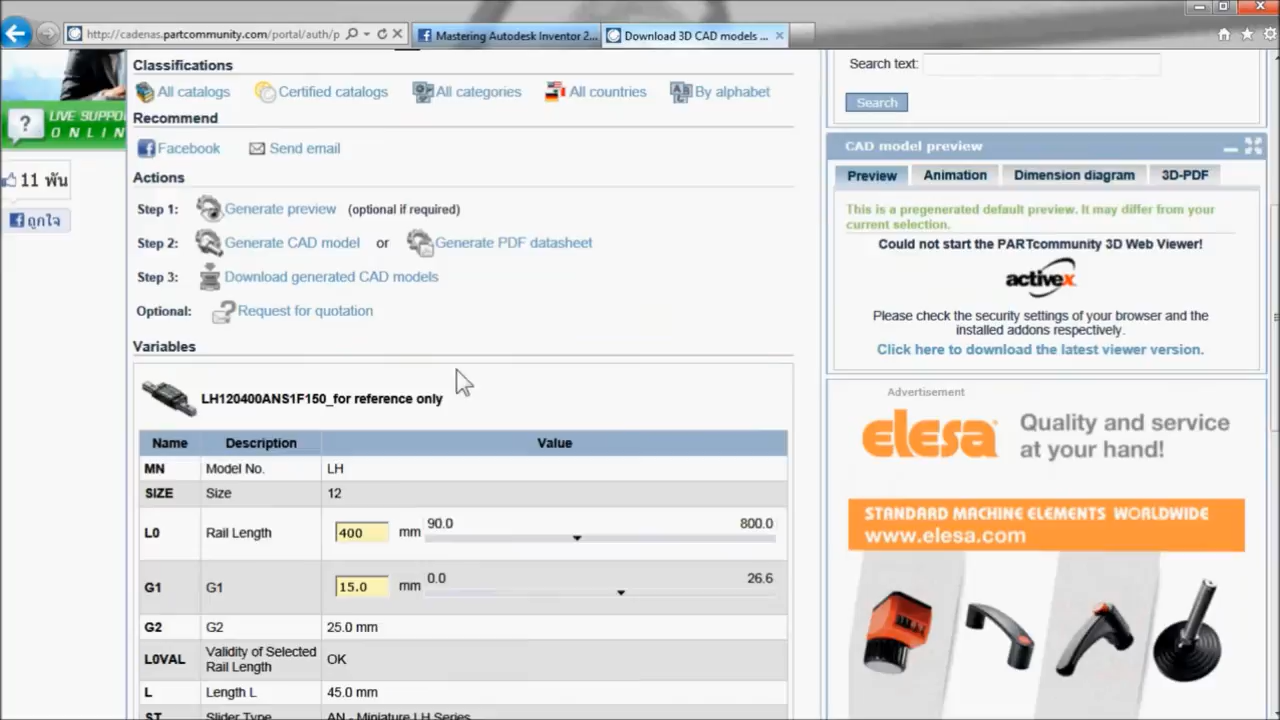 http://cadenas.partcommunity.com/portal/auth/p
Mastering Autodesk Inventor 2...
Download 3D CAD models ...
Classifications
All catalogs
Certified catalogs
All categories
All countries
By alphabet
Recommend
Facebook
Send email
LIVE SUPPO
ONLIN
11 พัน
ถูกใจ
Actions
Step 1: Generate preview (optional if required)
Step 2: Generate CAD model or Generate PDF datasheet
Step 3: Download generated CAD models
Optional: Request for quotation
Variables
LH120400ANS1F150_for reference only
Name Description Value
MN Model No. LH
SIZE Size 12
L0 Rail Length 400 mm 90.0 800.0
G1 G1 15.0 mm 0.0 26.6
G2 G2 25.0 mm
L0VAL Validity of Selected Rail Length OK
L Length L 45.0 mm
ST Slider Type AN - Miniature LH Series
Search text:
Search
CAD model preview
Preview Animation Dimension diagram 3D-PDF
This is a pregenerated default preview. It may differ from your
current selection.
Could not start the PARTcommunity 3D Web Viewer!
activex
Please check the security settings of your browser and the
installed addons respectively.
Click here to download the latest viewer version.
Advertisement
elesa Quality and service
at your hand!
STANDARD MACHINE ELEMENTS WORLDWIDE
www.elesa.com